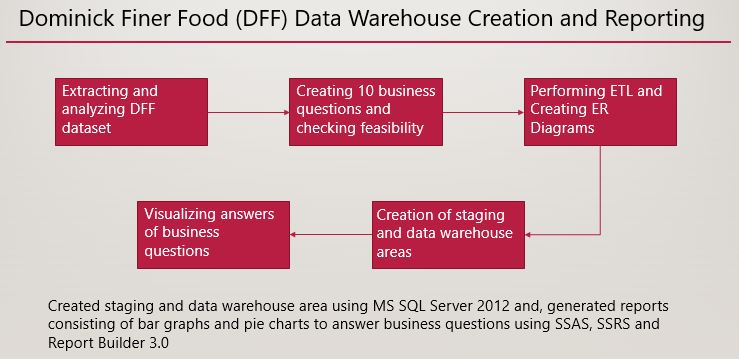 Dominick Finer Food (DFF) Data Warehouse Creation and Reporting
Extracting and
analyzing DFF
dataset
Creating 10 business
questions and
checking feasibility
Performing ETL and
Creating ER
Diagrams
Visualizing answers
of business
questions
Creation of staging
and data warehouse
areas
Created staging and data warehouse area using MS SQL Server 2012 and, generated reports
consisting of bar graphs and pie charts to answer business questions using SSAS, SSRS and
Report Builder 3.0